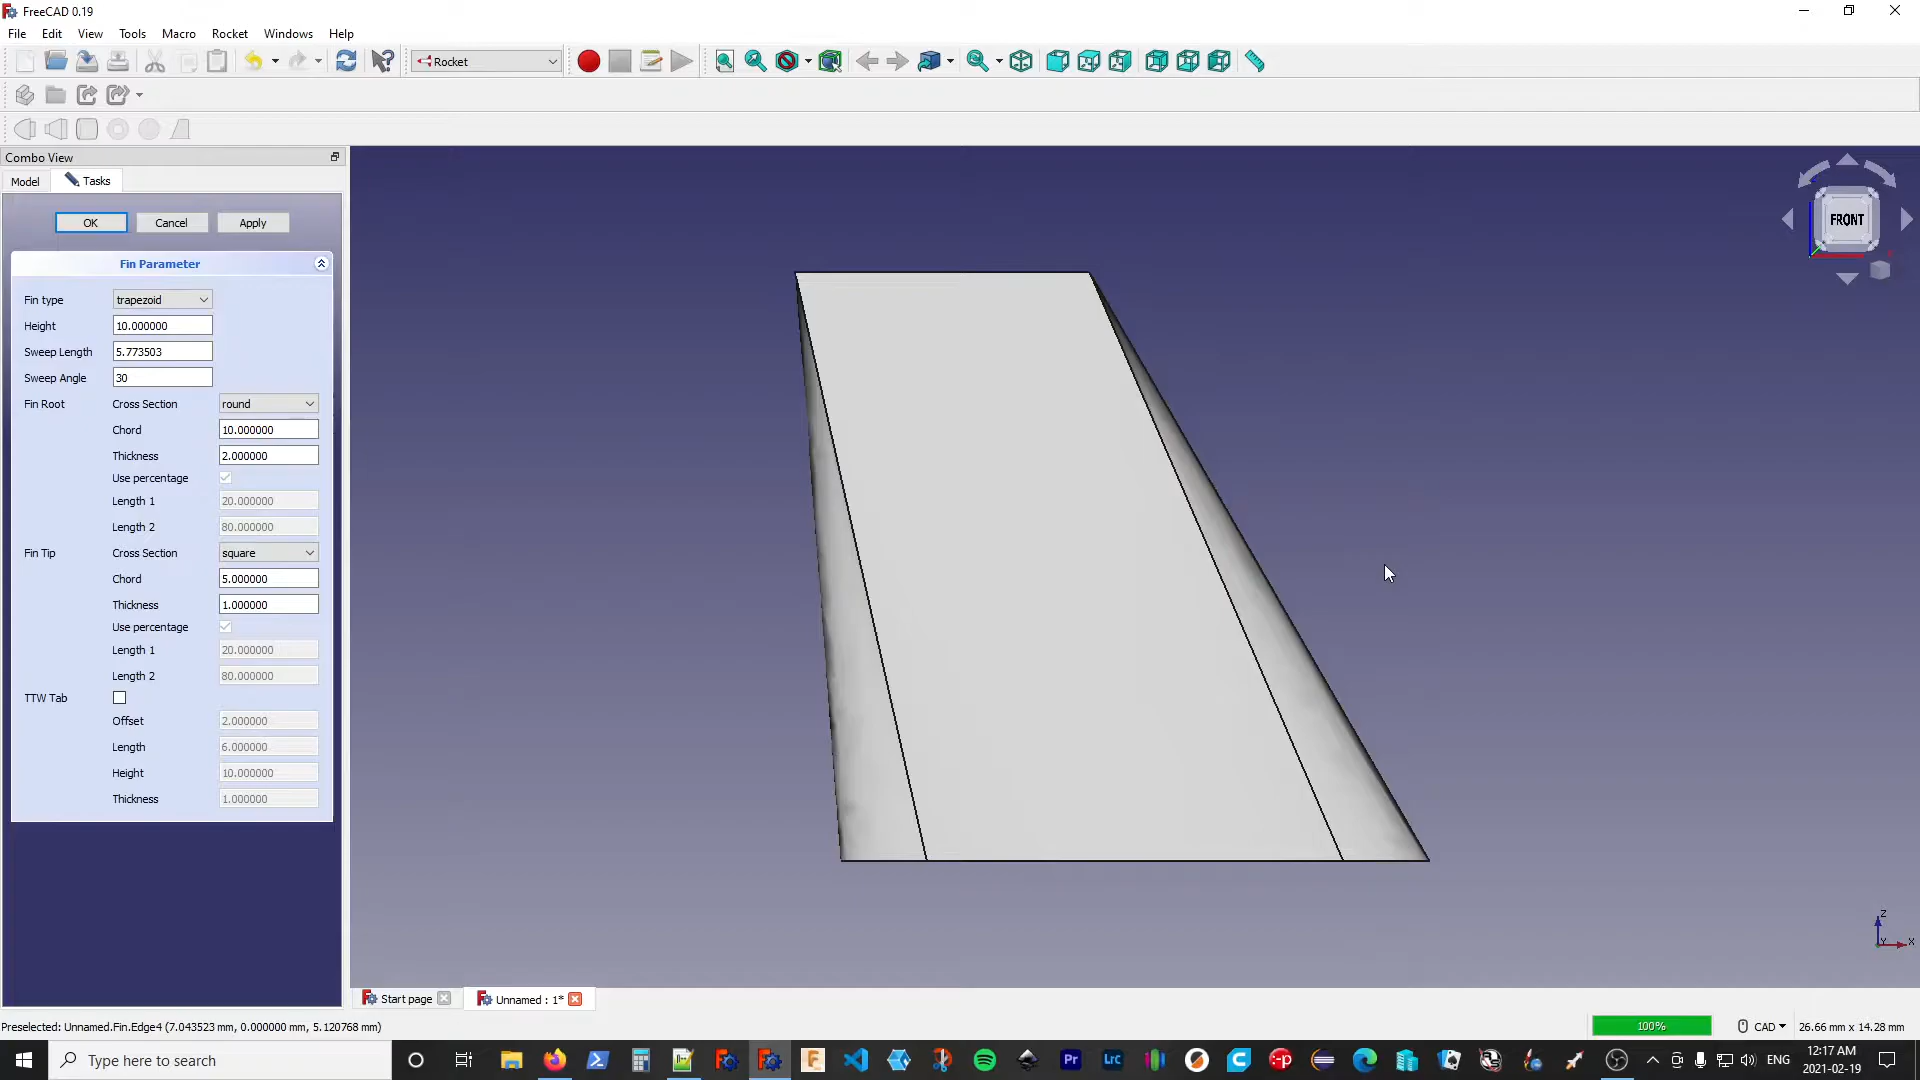 FreeCAD 0.19
File Edit View Tools Macro Rocket Windows Help
Rocket
Combo View
Model Tasks
OK Cancel Apply
Fin Parameter
Fin type trapezoid
Height 10.000000
Sweep Length 5.773503
Sweep Angle 30
Fin Root Cross Section round
Chord 10.000000
Thickness 2.000000
Use percentage
Length 1 20.000000
Length 2 80.000000
Fin Tip Cross Section square
Chord 5.000000
Thickness 1.000000
Use percentage
Length 1 20.000000
Length 2 80.000000
TTW Tab
Offset 2.000000
Length 6.000000
Height 10.000000
Thickness 1.000000
FRONT
Z
Y X
Start page Unnamed : 1*
Preselected: Unnamed.Fin.Edge4 (7.043523 mm, 0.000000 mm, 5.120768 mm)
100% CAD 26.66 mm x 14.28 mm
Type here to search
Pr Lrc
ENG
12:17 AM
2021-02-19